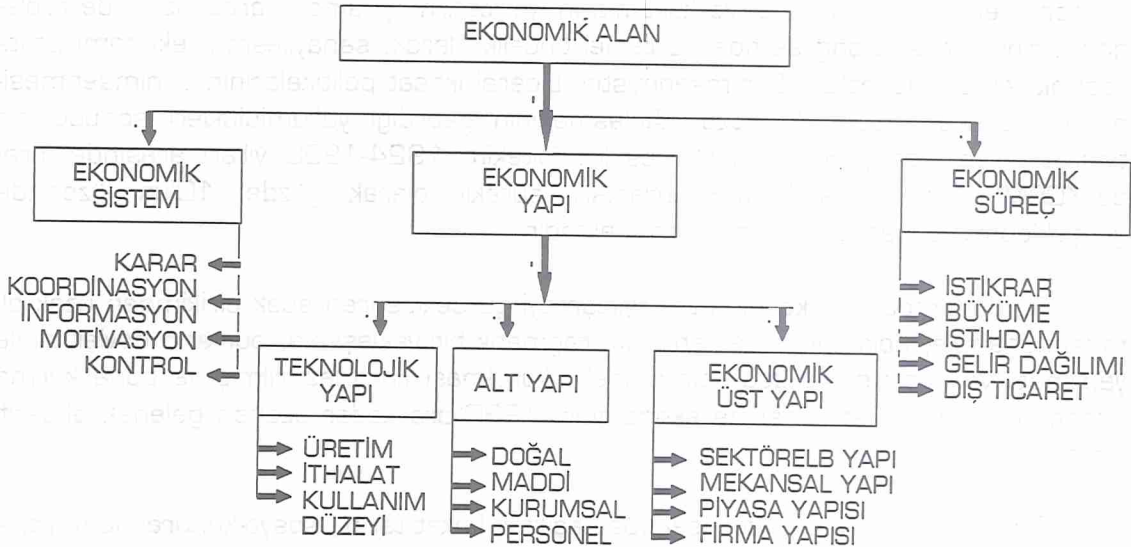 EKONOMİK ALAN
EKONOMİK
SİSTEM
EKONOMİK
YAPI
EKONOMİK
SÜREÇ
KARAR
KOORDİNASYON
İNFORMASYON
MOTİVASYON
KONTROL
İSTİKRAR
BÜYÜME
İSTİHDAM
GELİR DAĞILIMI
DIŞ TİCARET
TEKNOLOJİK
YAPI
ALT YAPI
EKONOMİK
ÜST YAPI
ÜRETİM
İTHALAT
KULLANIM
DÜZEYİ
DOĞAL
MADDİ
KURUMSAL
PERSONEL
SEKTÖRELB YAPI
MEKANSAL YAPI
PİYASA YAPISI
FİRMA YAPISI